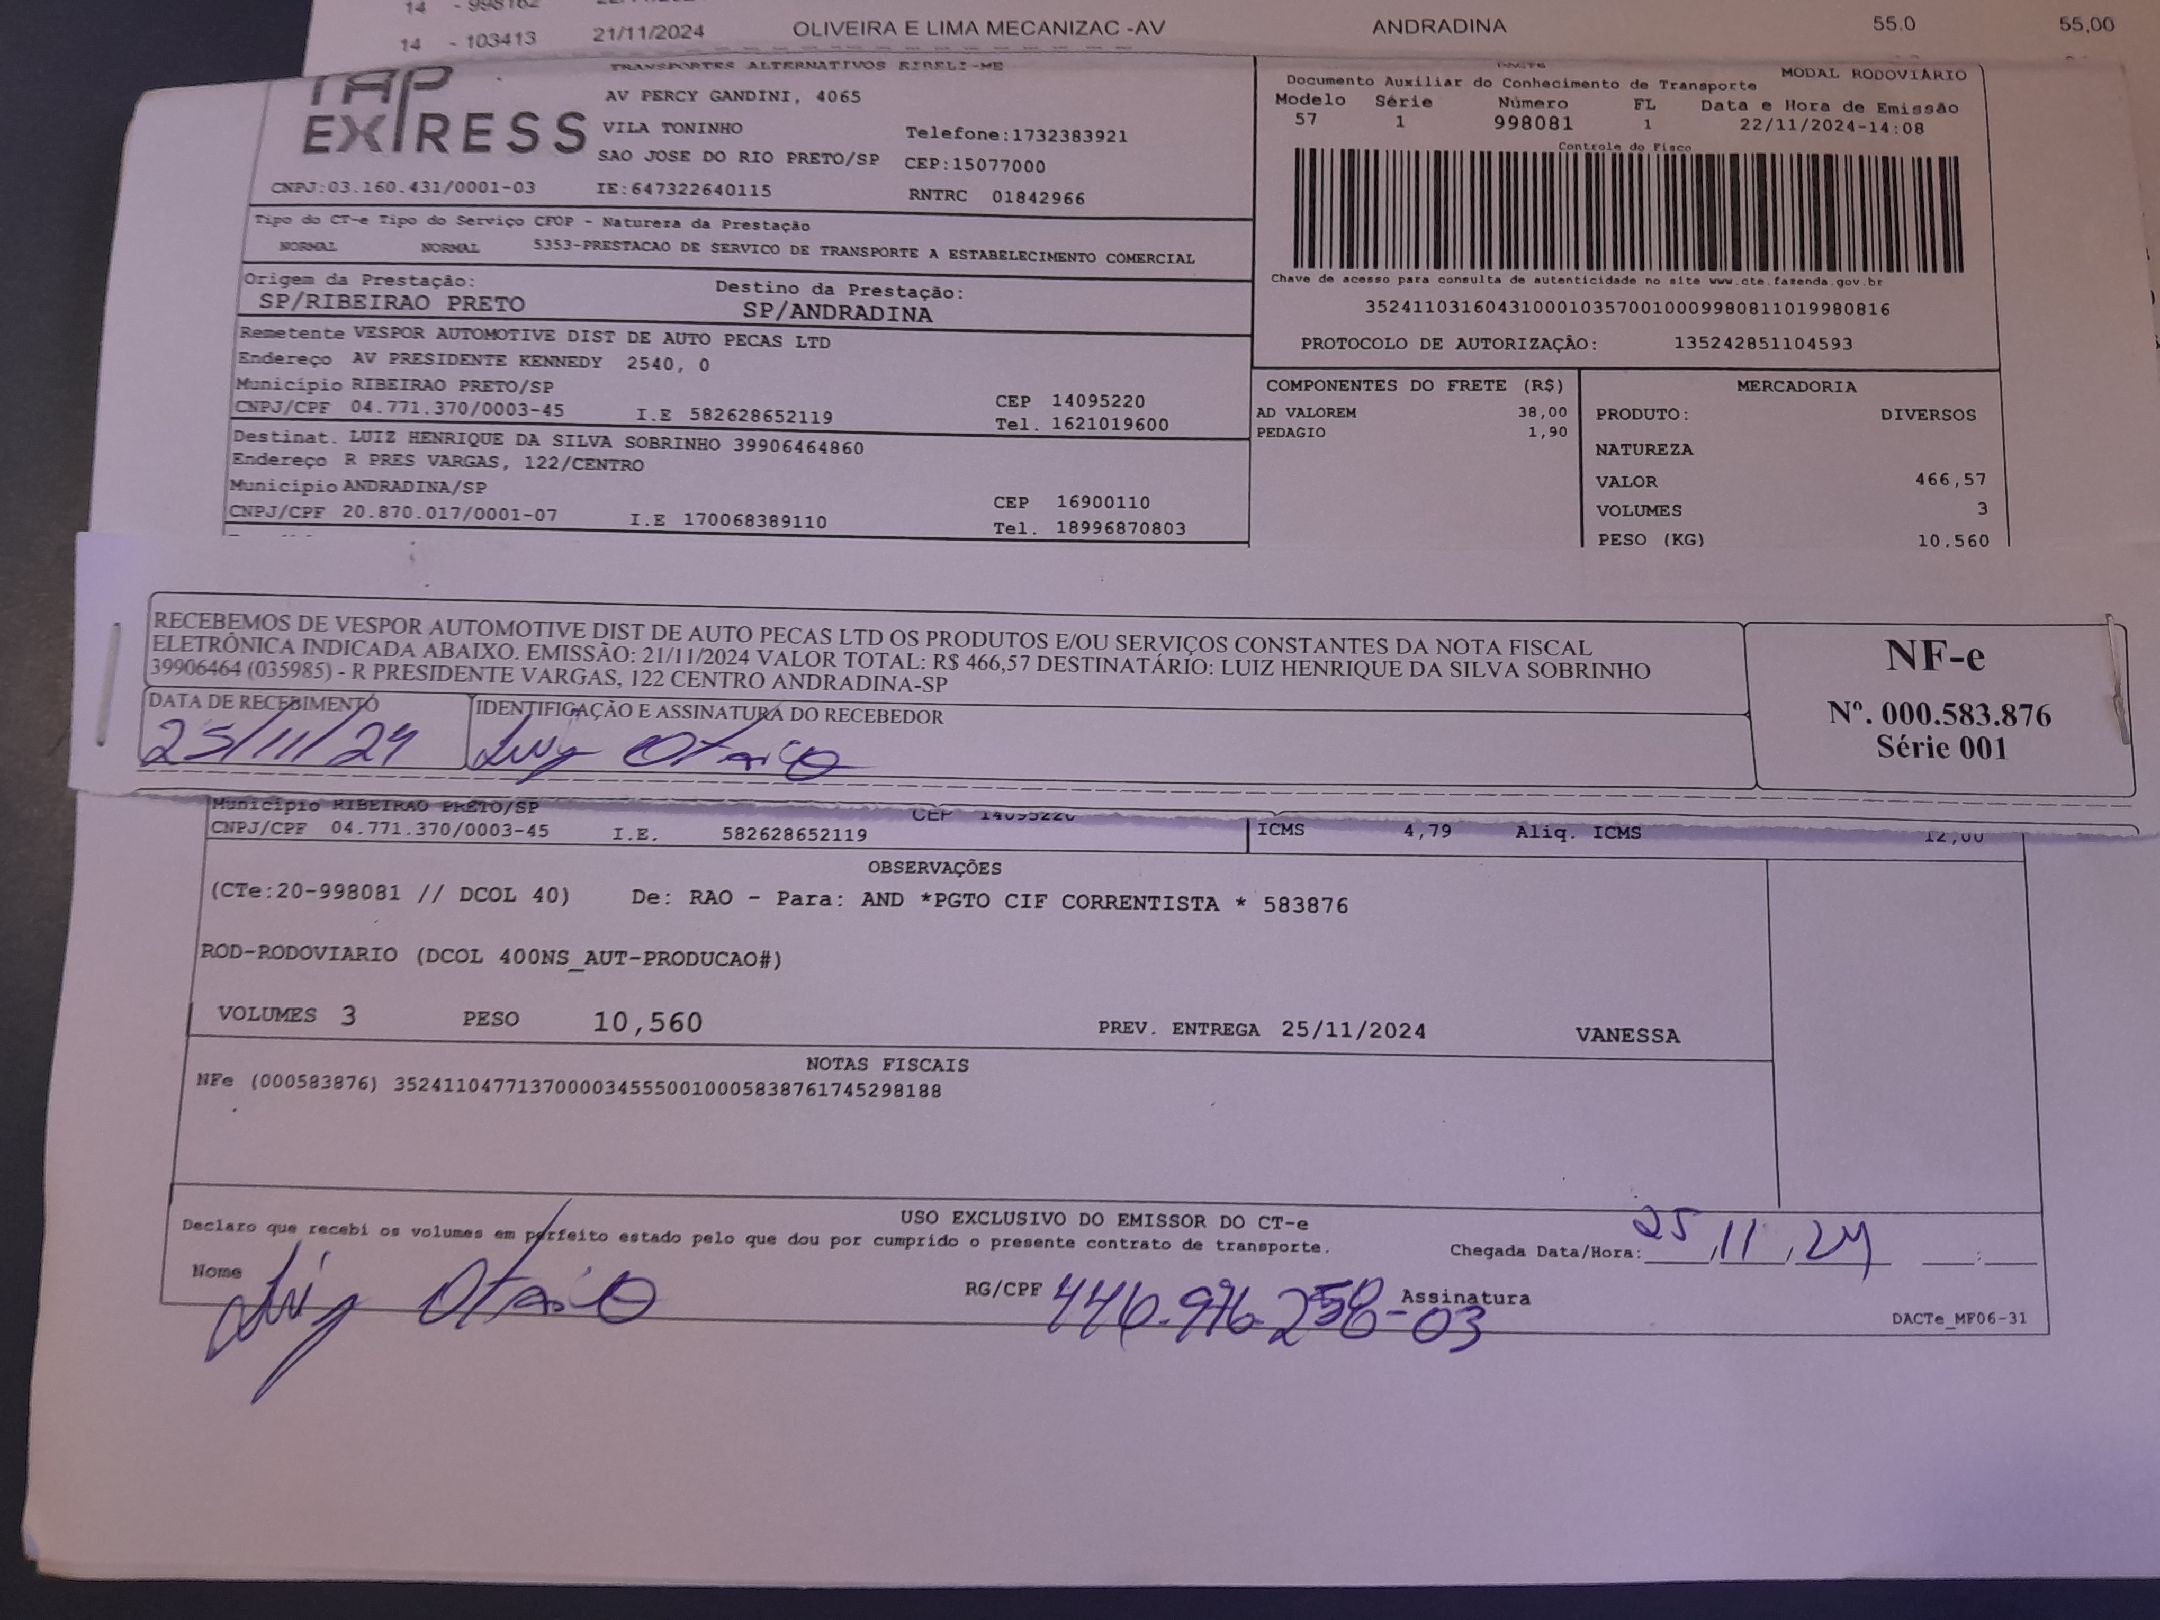 14 - 998162
14 - 103413 21/11/2024 OLIVEIRA E LIMA MECANIZAC -AV ANDRADINA 55.0 55,00
TAP
EXPRESS
TRANSPORTES ALTERNATIVOS EIRELI-ME
AV PERCY GANDINI, 4065
VILA TONINHO Telefone:1732383921
SAO JOSE DO RIO PRETO/SP CEP:15077000
CNPJ:03.160.431/0001-03 IE:647322640115 RNTRC 01842966
DACTE MODAL RODOVIÁRIO
Documento Auxiliar do Conhecimento de Transporte
Modelo Série Número FL Data e Hora de Emissão
57 1 998081 1 22/11/2024-14:08
Controle do Fisco
Chave de acesso para consulta de autenticidade no site www.cte.fazenda.gov.br
35241103160431000103570010009980811019980816
PROTOCOLO DE AUTORIZAÇÃO: 135242851104593
Tipo do CT-e Tipo do Serviço CFOP - Natureza da Prestação
NORMAL NORMAL 5353-PRESTACAO DE SERVICO DE TRANSPORTE A ESTABELECIMENTO COMERCIAL
Origem da Prestação: Destino da Prestação:
SP/RIBEIRAO PRETO SP/ANDRADINA
Remetente VESPOR AUTOMOTIVE DIST DE AUTO PECAS LTD
Endereço AV PRESIDENTE KENNEDY 2540, 0
Município RIBEIRAO PRETO/SP CEP 14095220
CNPJ/CPF 04.771.370/0003-45 I.E 582628652119 Tel. 1621019600
Destinat. LUIZ HENRIQUE DA SILVA SOBRINHO 39906464860
Endereço R PRES VARGAS, 122/CENTRO
Município ANDRADINA/SP CEP 16900110
CNPJ/CPF 20.870.017/0001-07 I.E 170068389110 Tel. 18996870803
COMPONENTES DO FRETE (R$)
AD VALOREM 38,00
PEDAGIO 1,90
MERCADORIA
PRODUTO: DIVERSOS
NATUREZA
VALOR 466,57
VOLUMES 3
PESO (KG) 10,560
RECEBEMOS DE VESPOR AUTOMOTIVE DIST DE AUTO PECAS LTD OS PRODUTOS E/OU SERVIÇOS CONSTANTES DA NOTA FISCAL
ELETRÔNICA INDICADA ABAIXO. EMISSÃO: 21/11/2024 VALOR TOTAL: R$ 466,57 DESTINATÁRIO: LUIZ HENRIQUE DA SILVA SOBRINHO
39906464 (035985) - R PRESIDENTE VARGAS, 122 CENTRO ANDRADINA-SP
DATA DE RECEBIMENTO IDENTIFICAÇÃO E ASSINATURA DO RECEBEDOR
25/11/24 Luiz Otavio
NF-e
Nº. 000.583.876
Série 001
Município RIBEIRAO PRETO/SP CEP 14095220
CNPJ/CPF 04.771.370/0003-45 I.E. 582628652119 ICMS 4,79 Aliq. ICMS 12,00
OBSERVAÇÕES
(CTe:20-998081 // DCOL 40) De: RAO - Para: AND *PGTO CIF CORRENTISTA * 583876
ROD-RODOVIARIO (DCOL 400NS_AUT-PRODUCAO#)
VOLUMES 3 PESO 10,560 PREV. ENTREGA 25/11/2024 VANESSA
NOTAS FISCAIS
NFe (000583876) 35241104771370000345550010005838761745298188
USO EXCLUSIVO DO EMISSOR DO CT-e
Declaro que recebi os volumes em perfeito estado pelo que dou por cumprido o presente contrato de transporte. Chegada Data/Hora: 25/11/24 :
Nome Luiz Otavio RG/CPF 446.976.258-03 Assinatura
DACTe_MF06-31